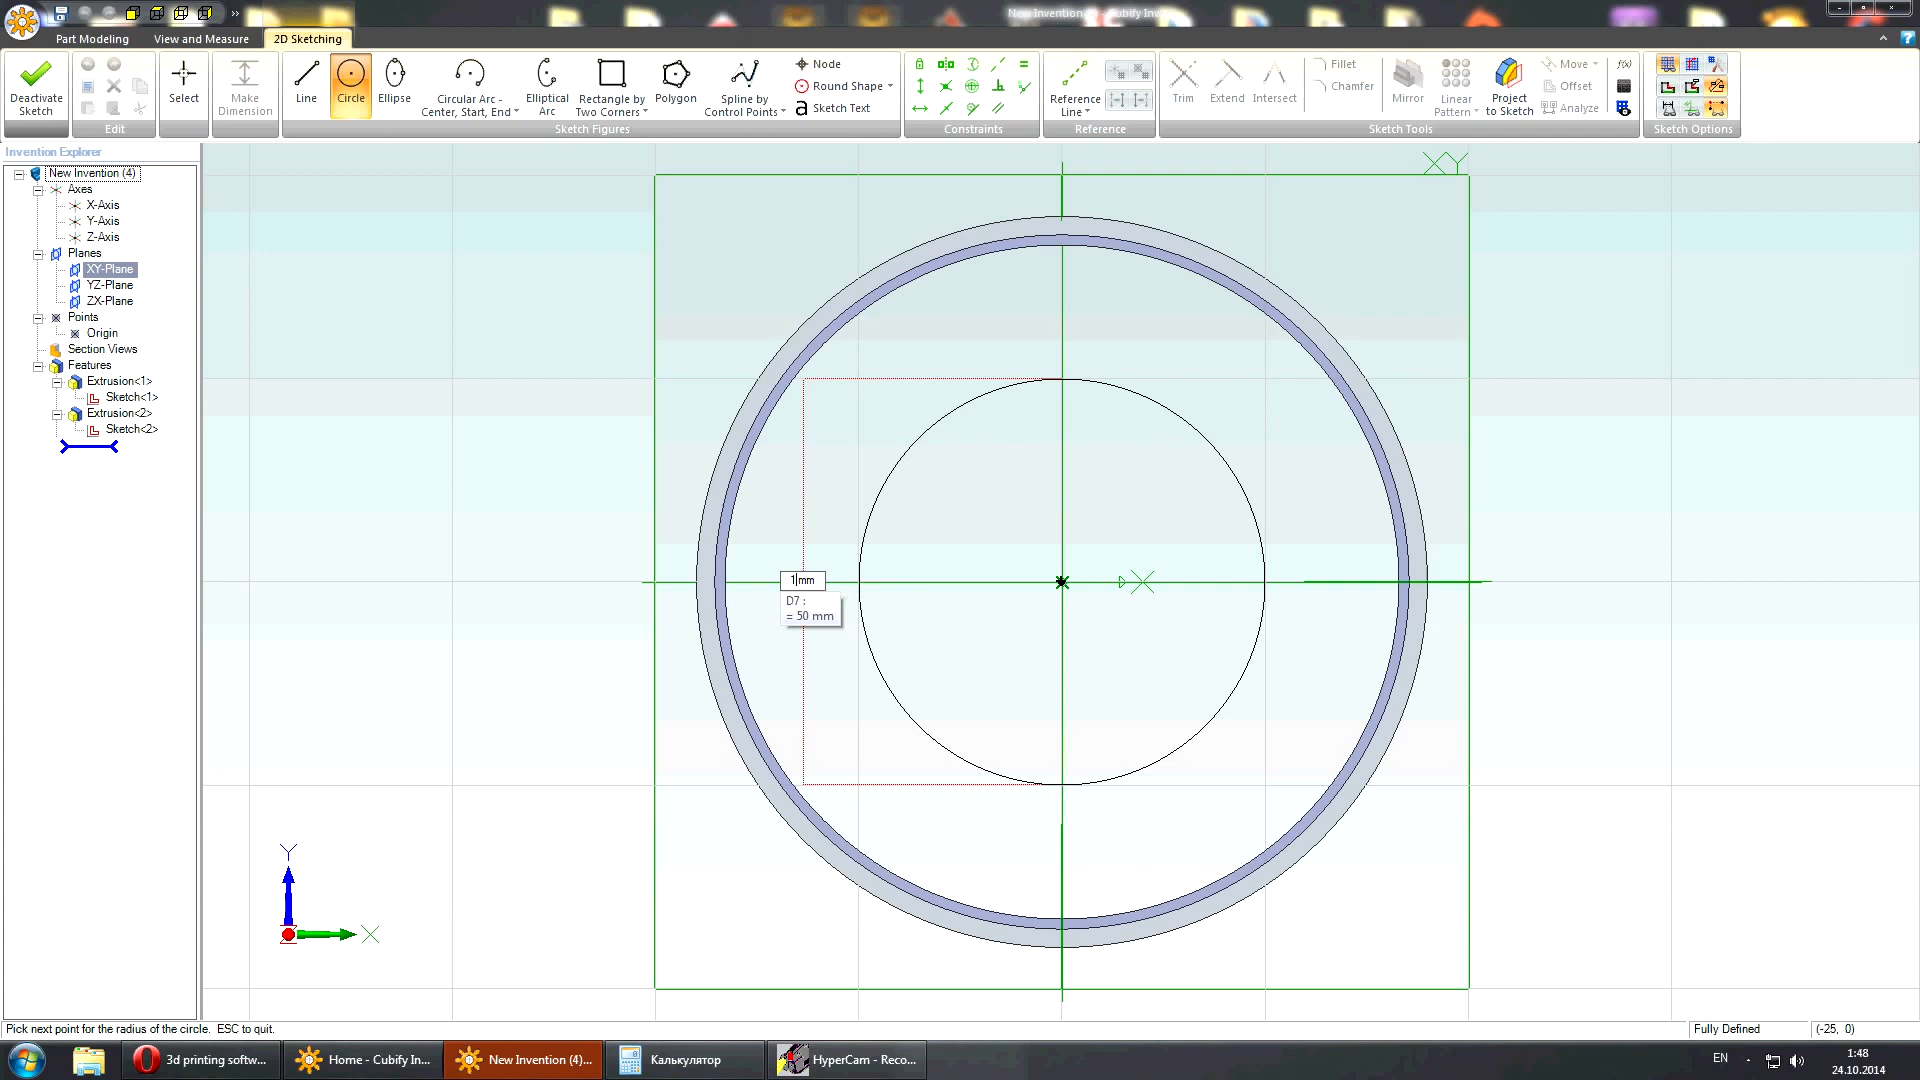 New Invention
Cubify Inv
Part Modeling
View and Measure
2D Sketching
Deactivate
Sketch
Edit
Select
Make
Dimension
Line
Circle
Ellipse
Circular Arc -
Center, Start, End
Elliptical
Arc
Rectangle by
Two Corners
Polygon
Spline by
Control Points
Node
Round Shape
a Sketch Text
Sketch Figures
Constraints
Reference
Line
Reference
Trim
Extend
Intersect
Fillet
Chamfer
Mirror
Linear
Pattern
Project
to Sketch
Move
Offset
Analyze
Sketch Tools
f(x)
Sketch Options
Invention Explorer
New Invention (4)
Axes
X-Axis
Y-Axis
Z-Axis
Planes
XY-Plane
YZ-Plane
ZX-Plane
Points
Origin
Section Views
Features
Extrusion<1>
Sketch<1>
Extrusion<2>
Sketch<2>
XY
X
1mm
D7 :
= 50 mm
Y
X
Z
Pick next point for the radius of the circle.  ESC to quit.
Fully Defined
(-25,  0)
3d printing softw...
Home - Cubify In...
New Invention (4)...
Калькулятор
HyperCam - Reco...
EN
1:48
24.10.2014